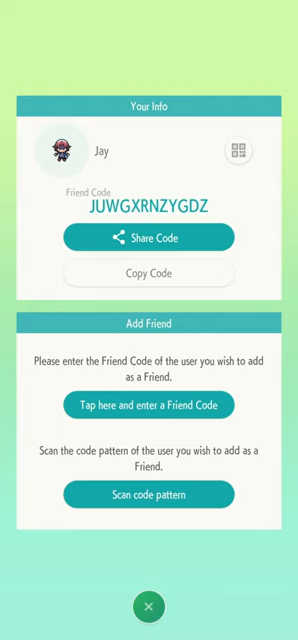 Your Info
Jay
Friend Code
JUWGXRNZYGDZ
Share Code
Copy Code
Add Friend
Please enter the Friend Code of the user you wish to add
as a Friend.
Tap here and enter a Friend Code
Scan the code pattern of the user you wish to add as a
Friend.
Scan code pattern